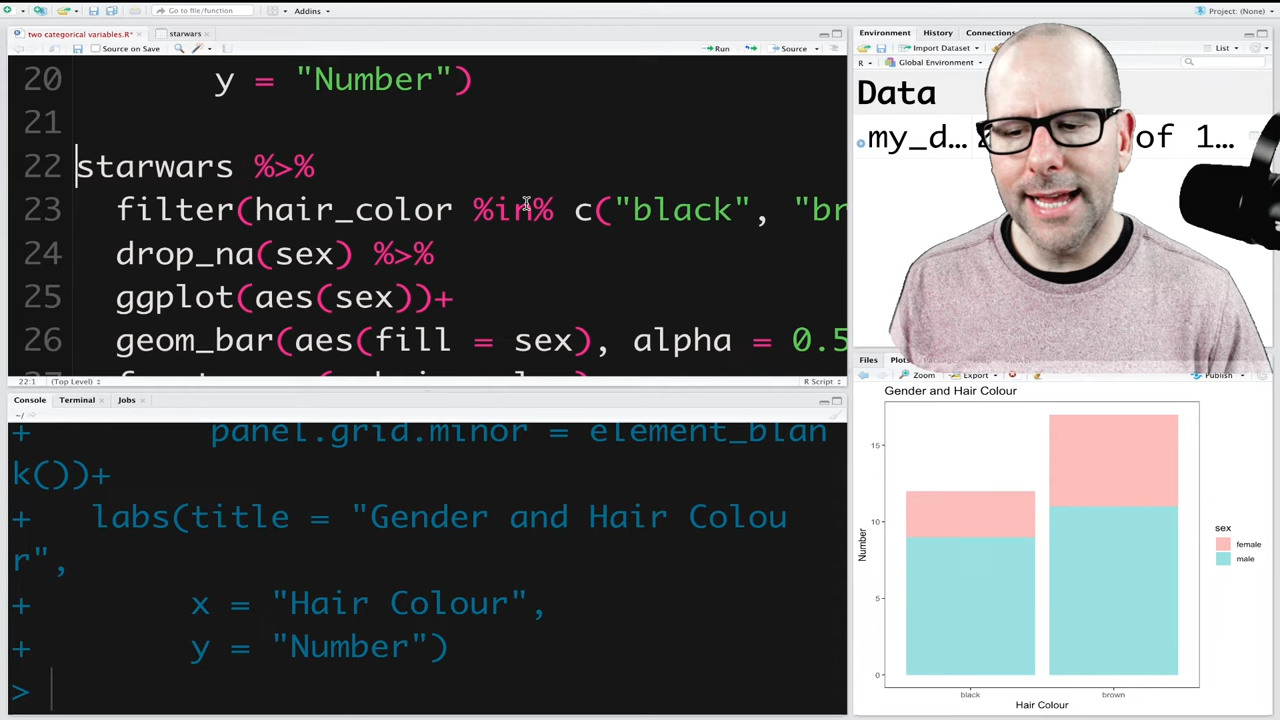 Go to file/function
Addins
Project: (None)
two categorical variables.R*
starwars
Source on Save
Run
Source
20 y = "Number")
21
22 starwars %>%
23 filter(hair_color %in% c("black", "br
24 drop_na(sex) %>%
25 ggplot(aes(sex))+
26 geom_bar(aes(fill = sex), alpha = 0.5
22:1
(Top Level)
R Script
Console
Terminal
Jobs
~/
+ panel.grid.minor = element_blan
k())+
+ labs(title = "Gender and Hair Colou
r",
+ x = "Hair Colour",
+ y = "Number")
>
Environment
History
Connections
Import Dataset
List
R
Global Environment
Data
my_d…
of 1…
Files
Plots
Zoom
Export
Publish
Gender and Hair Colour
15
10
5
0
Number
black
brown
Hair Colour
sex
female
male